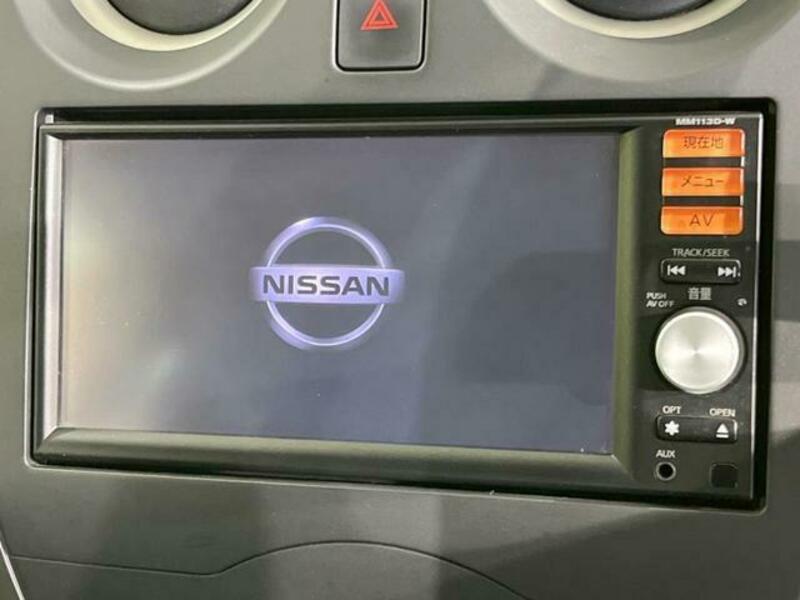 MM113D-W
現在地
メニュー
AV
TRACK/SEEK
音量
PUSH
AV OFF
NISSAN
OPT
OPEN
AUX